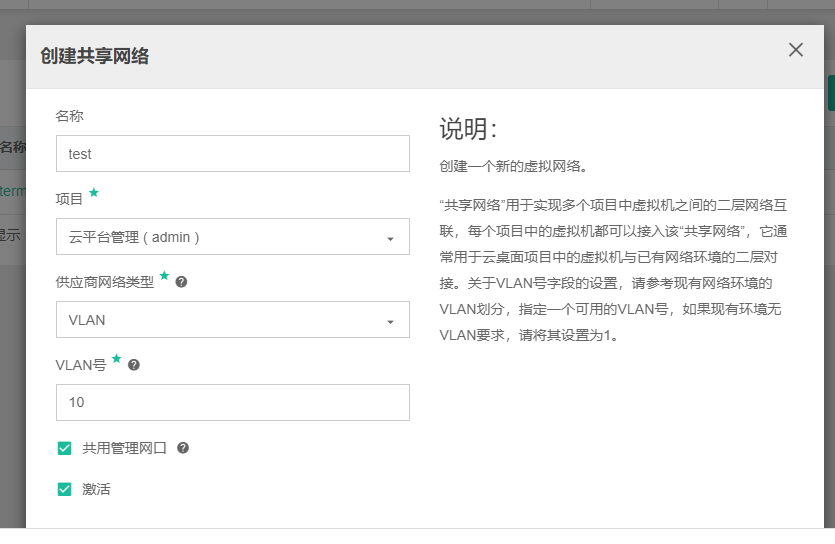 创建共享网络
名称
test
项目
云平台管理 ( admin )
供应商网络类型
VLAN
VLAN号
10
共用管理网口
激活
说明：
创建一个新的虚拟网络。
“共享网络”用于实现多个项目中虚拟机之间的二层网络互
联，每个项目中的虚拟机都可以接入该“共享网络”，它通
常用于云桌面项目中的虚拟机与已有网络环境的二层对
接。关于VLAN号字段的设置，请参考现有网络环境的
VLAN划分，指定一个可用的VLAN号，如果现有环境无
VLAN要求，请将其设置为1。
名称
term
显示